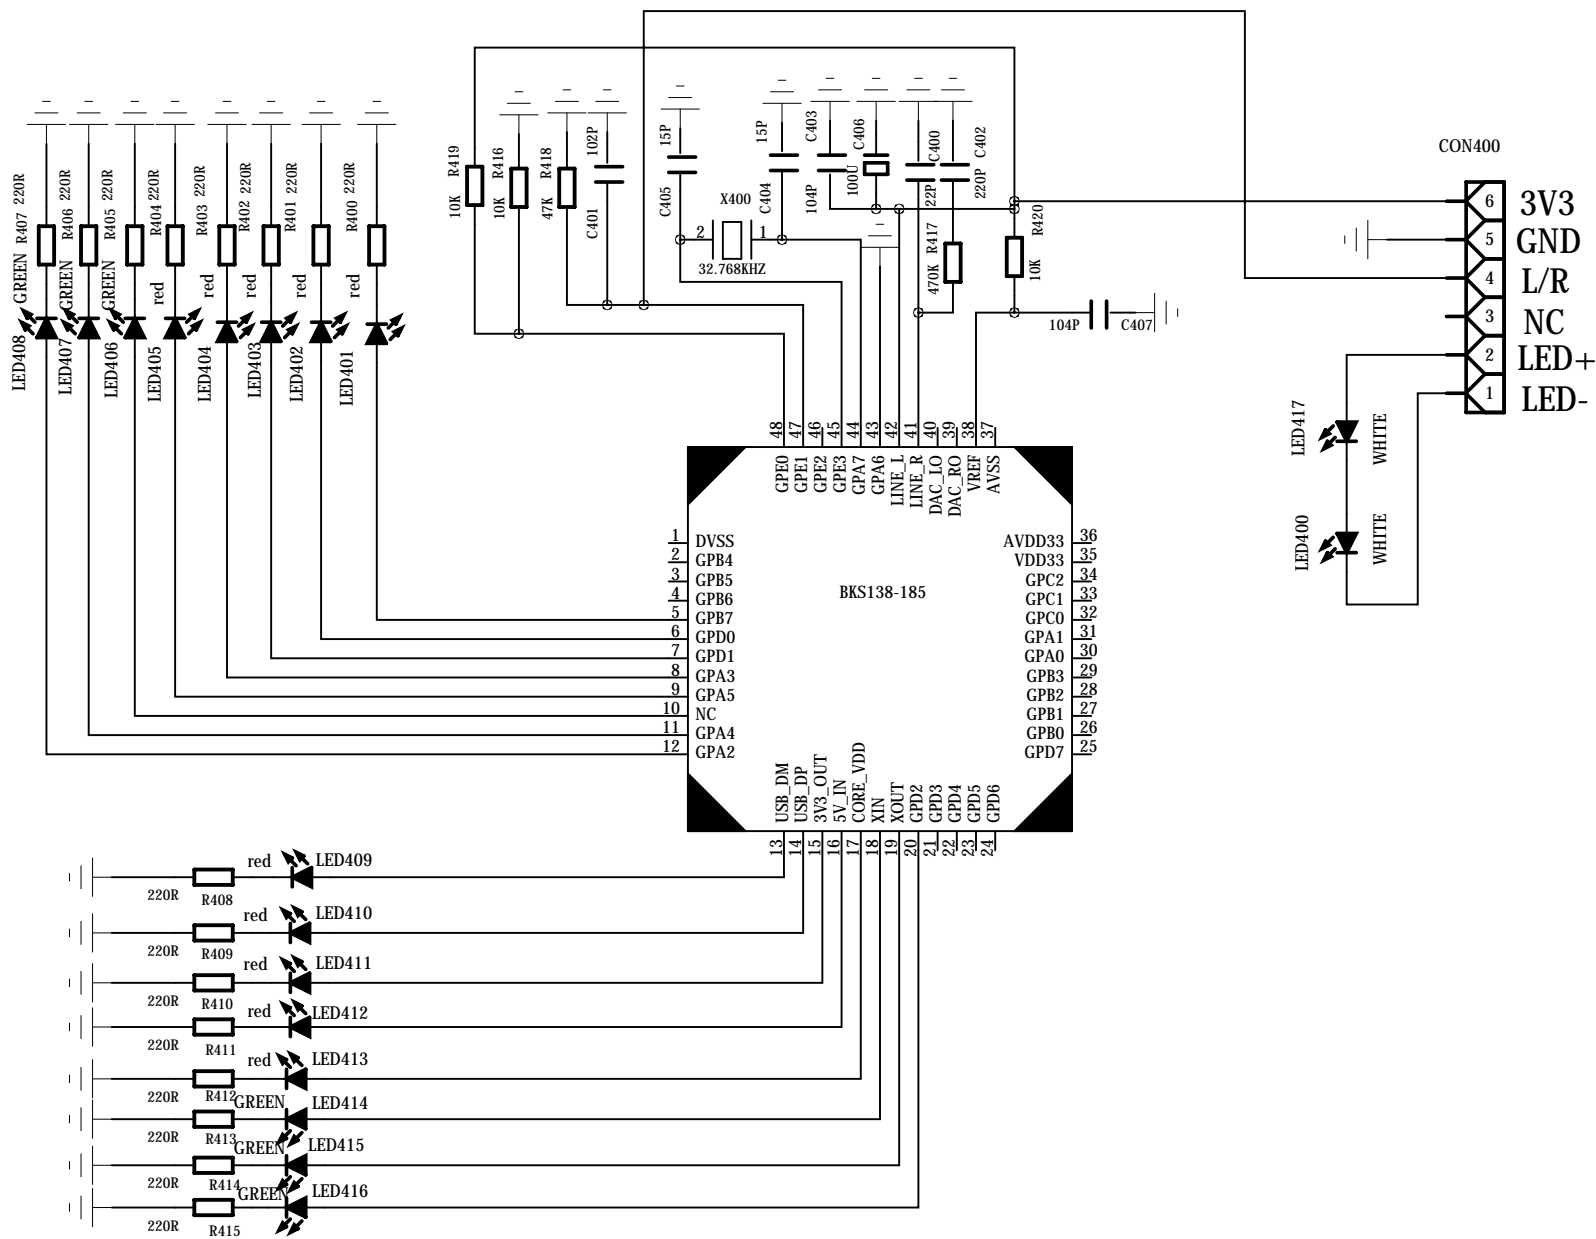 CON400
6 3V3
5 GND
4 L/R
3 NC
2 LED+
1 LED-
R419 10K
R416 10K
R418 47K
102P C401
15P C405
X400
2 1
32.768KHZ
15P C404
C403 104P
C406 100U
C400 22P
C402 220P
R417 470K
R420 10K
104P C407
R407 220R
R406 220R
R405 220R
R404 220R
R403 220R
R402 220R
R401 220R
R400 220R
GREEN
GREEN
GREEN
red
red
red
red
LED408
LED407
LED406
LED405
LED404
LED403
LED402
LED401
LED417 WHITE
LED400 WHITE
48 GPE0
47 GPE1
46 GPE2
45 GPE3
44 GPA7
43 GPA6
42 LINE_L
41 LINE_R
40 DAC_LO
39 DAC_RO
38 VREF
37 AVSS
BKS138-185
1 DVSS
2 GPB4
3 GPB5
4 GPB6
5 GPB7
6 GPD0
7 GPD1
8 GPA3
9 GPA5
10 NC
11 GPA4
12 GPA2
AVDD33 36
VDD33 35
GPC2 34
GPC1 33
GPC0 32
GPA1 31
GPA0 30
GPB3 29
GPB2 28
GPB1 27
GPB0 26
GPD7 25
USB_DM 13
USB_DP 14
3V3_OUT 15
5V_IN 16
CORE_VDD 17
XIN 18
XOUT 19
GPD2 20
GPD3 21
GPD4 22
GPD5 23
GPD6 24
red LED409
220R R408
red LED410
220R R409
red LED411
220R R410
red LED412
220R R411
red LED413
220R R412
GREEN LED414
220R R413
GREEN LED415
220R R414
GREEN LED416
220R R415